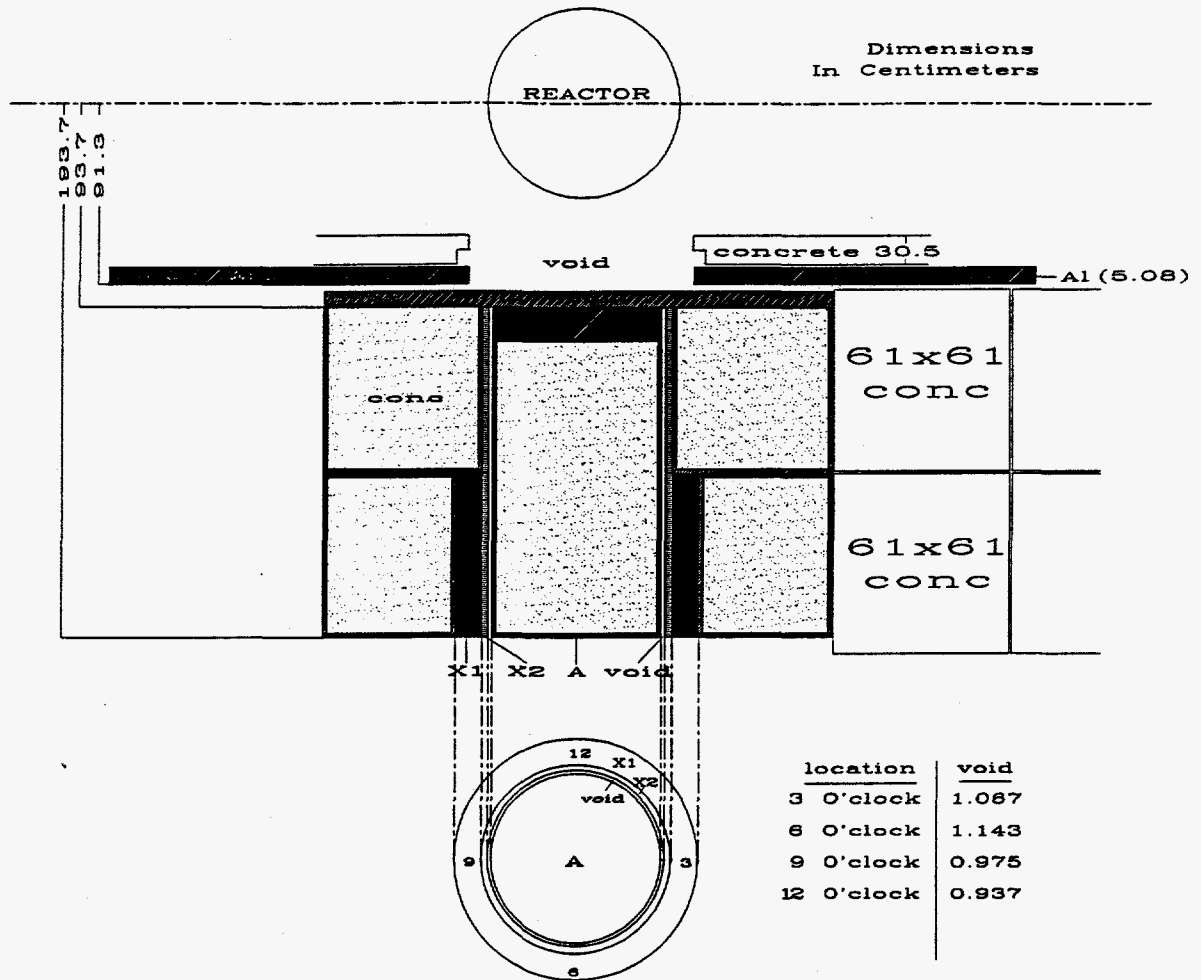 Dimensions
In Centimeters
REACTOR
193.7
93.7
91.3
concrete 30.5
void
Al (5.08)
61x61
conc
conc
61x61
conc
X1 X2 A void
12
X1
X2
void
9
A
3
6
location void
3 O'clock 1.067
6 O'clock 1.143
9 O'clock 0.975
12 O'clock 0.937